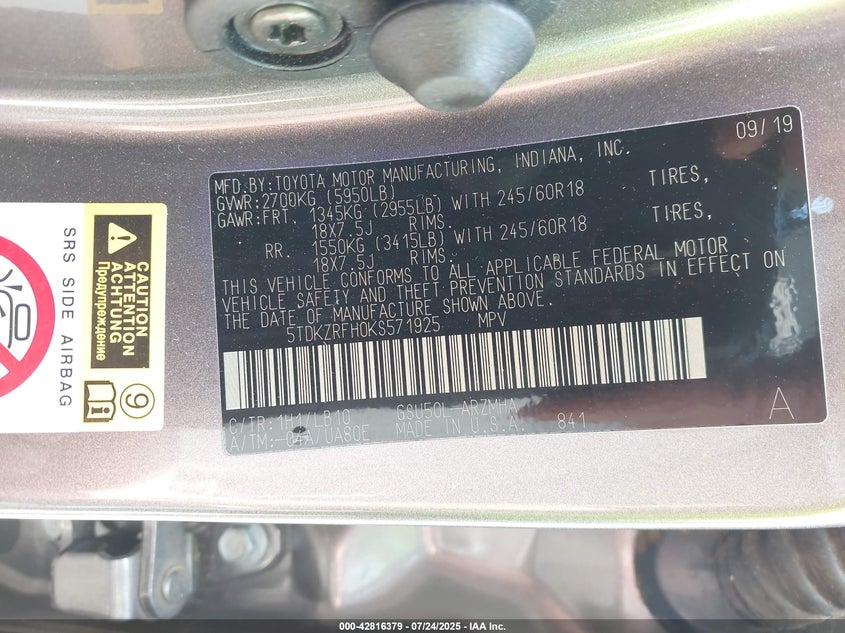 09/19
MFD.BY:TOYOTA MOTOR MANUFACTURING, INDIANA, INC.
GVWR:2700KG (5950LB)
GAWR:FRT. 1345KG (2955LB) WITH 245/60R18 TIRES,
18X7.5J RIMS.
RR. 1550KG (3415LB) WITH 245/60R18 TIRES,
18X7.5J RIMS.
THIS VEHICLE CONFORMS TO ALL APPLICABLE FEDERAL MOTOR
VEHICLE SAFETY AND THEFT PREVENTION STANDARDS IN EFFECT ON
THE DATE OF MANUFACTURE SHOWN ABOVE.
5TDKZRFH0KS571925 MPV
C/TR: LB10 GSU50L-ARZMHA
A/TM:-04A/UA80E MADE IN U.S.A. 841
A
SRS SIDE AIRBAG
CAUTION
ATTENTION
ACHTUNG
Предупреждение
9
000-42816379 - 07/24/2025 - IAA Inc.